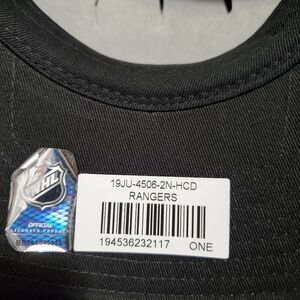 NHL
OFFICIAL
LICENSED PRODUCT
19JU-4506-2N-HCD
RANGERS
194536232117 ONE